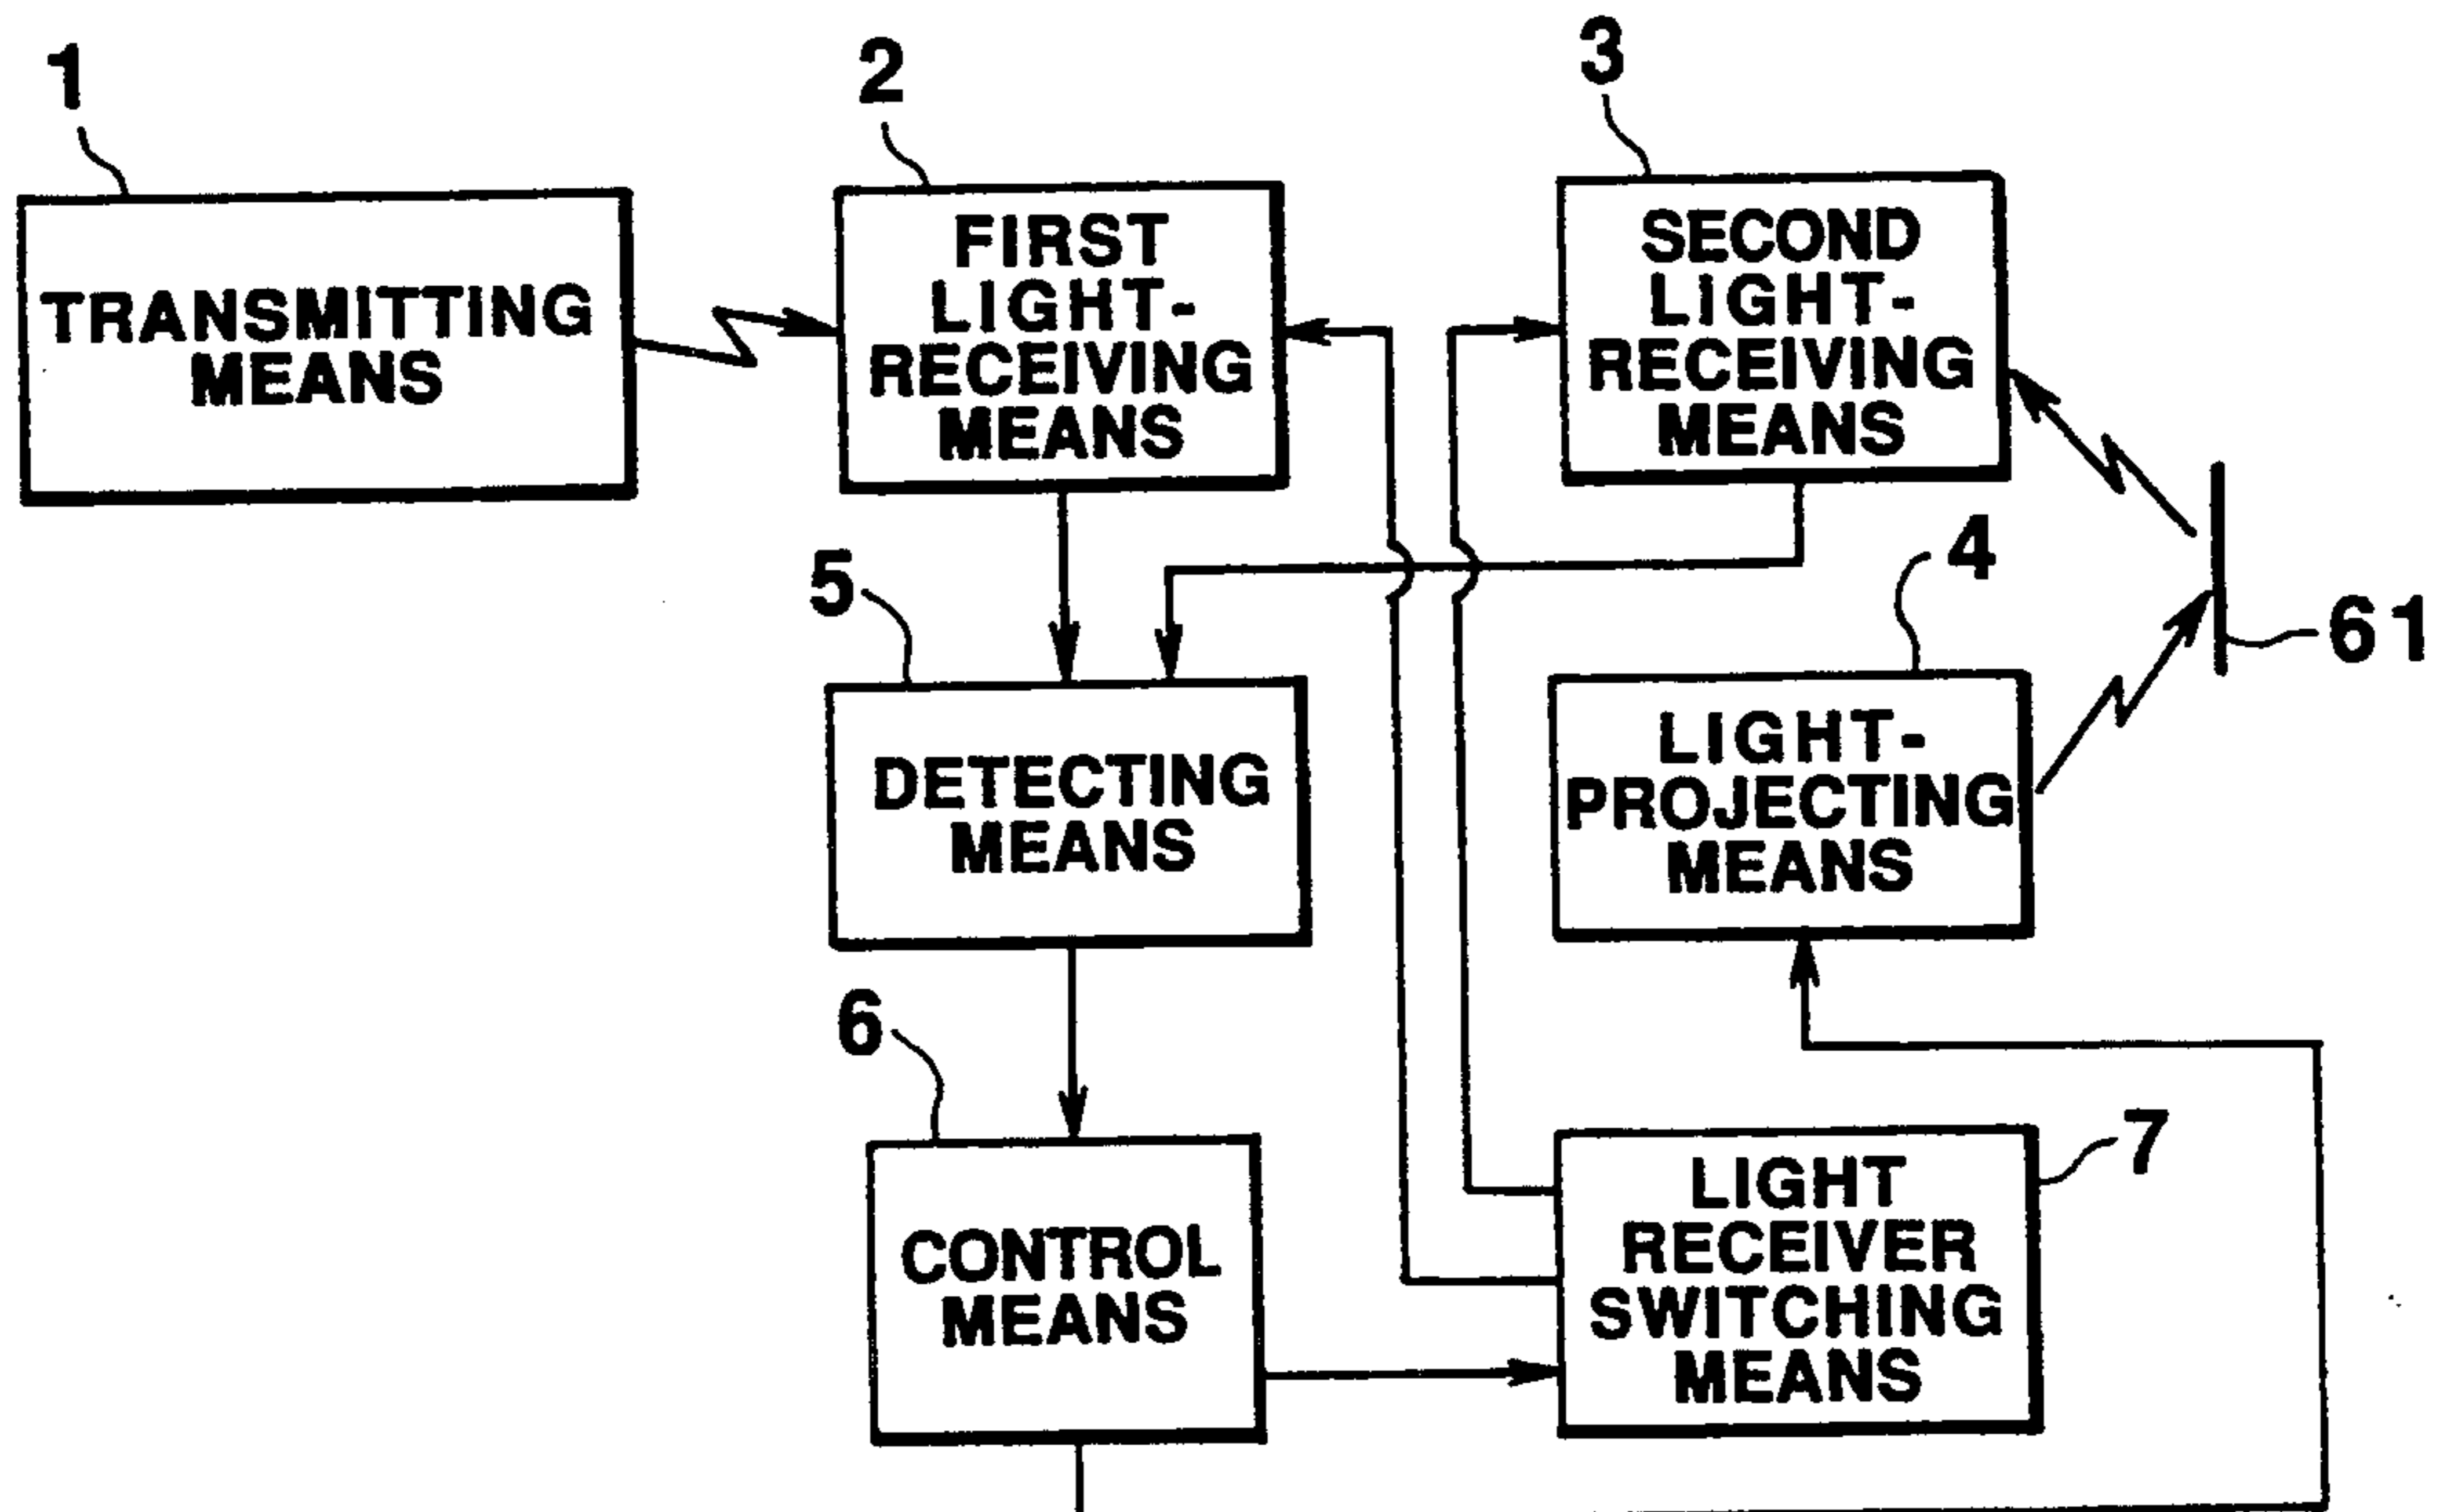 1
2
3
TRANSMITTING
MEANS
FIRST
LIGHT-
RECEIVING
MEANS
SECOND
LIGHT-
RECEIVING
MEANS
5
4
61
DETECTING
MEANS
LIGHT-
PROJECTING
MEANS
6
7
CONTROL
MEANS
LIGHT
RECEIVER
SWITCHING
MEANS